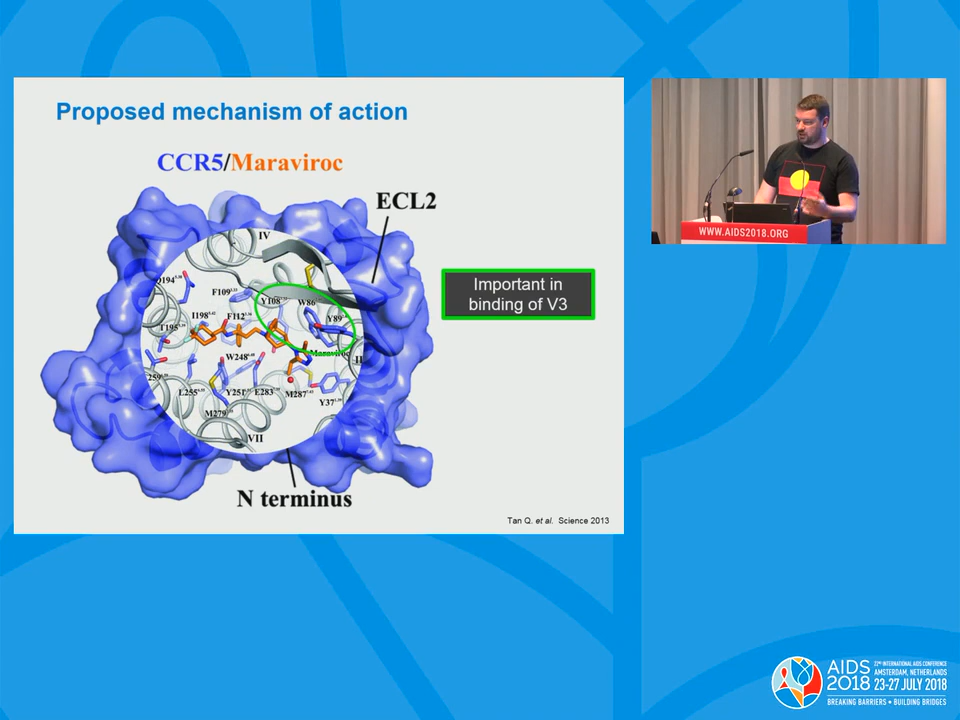 Proposed mechanism of action
CCR5/Maraviroc
ECL2
IV
Q194
F109
Y108
W86
Important in
binding of V3
I198
F112
Y89
T195
Maraviroc
II
W248
L255
Y251
E283
M287
Y37
M279
VII
N terminus
Tan Q. et al. Science 2013
WWW.AIDS2018.ORG
AIDS
2018
22ND INTERNATIONAL AIDS CONFERENCE
AMSTERDAM, NETHERLANDS
23-27 JULY 2018
BREAKING BARRIERS • BUILDING BRIDGES